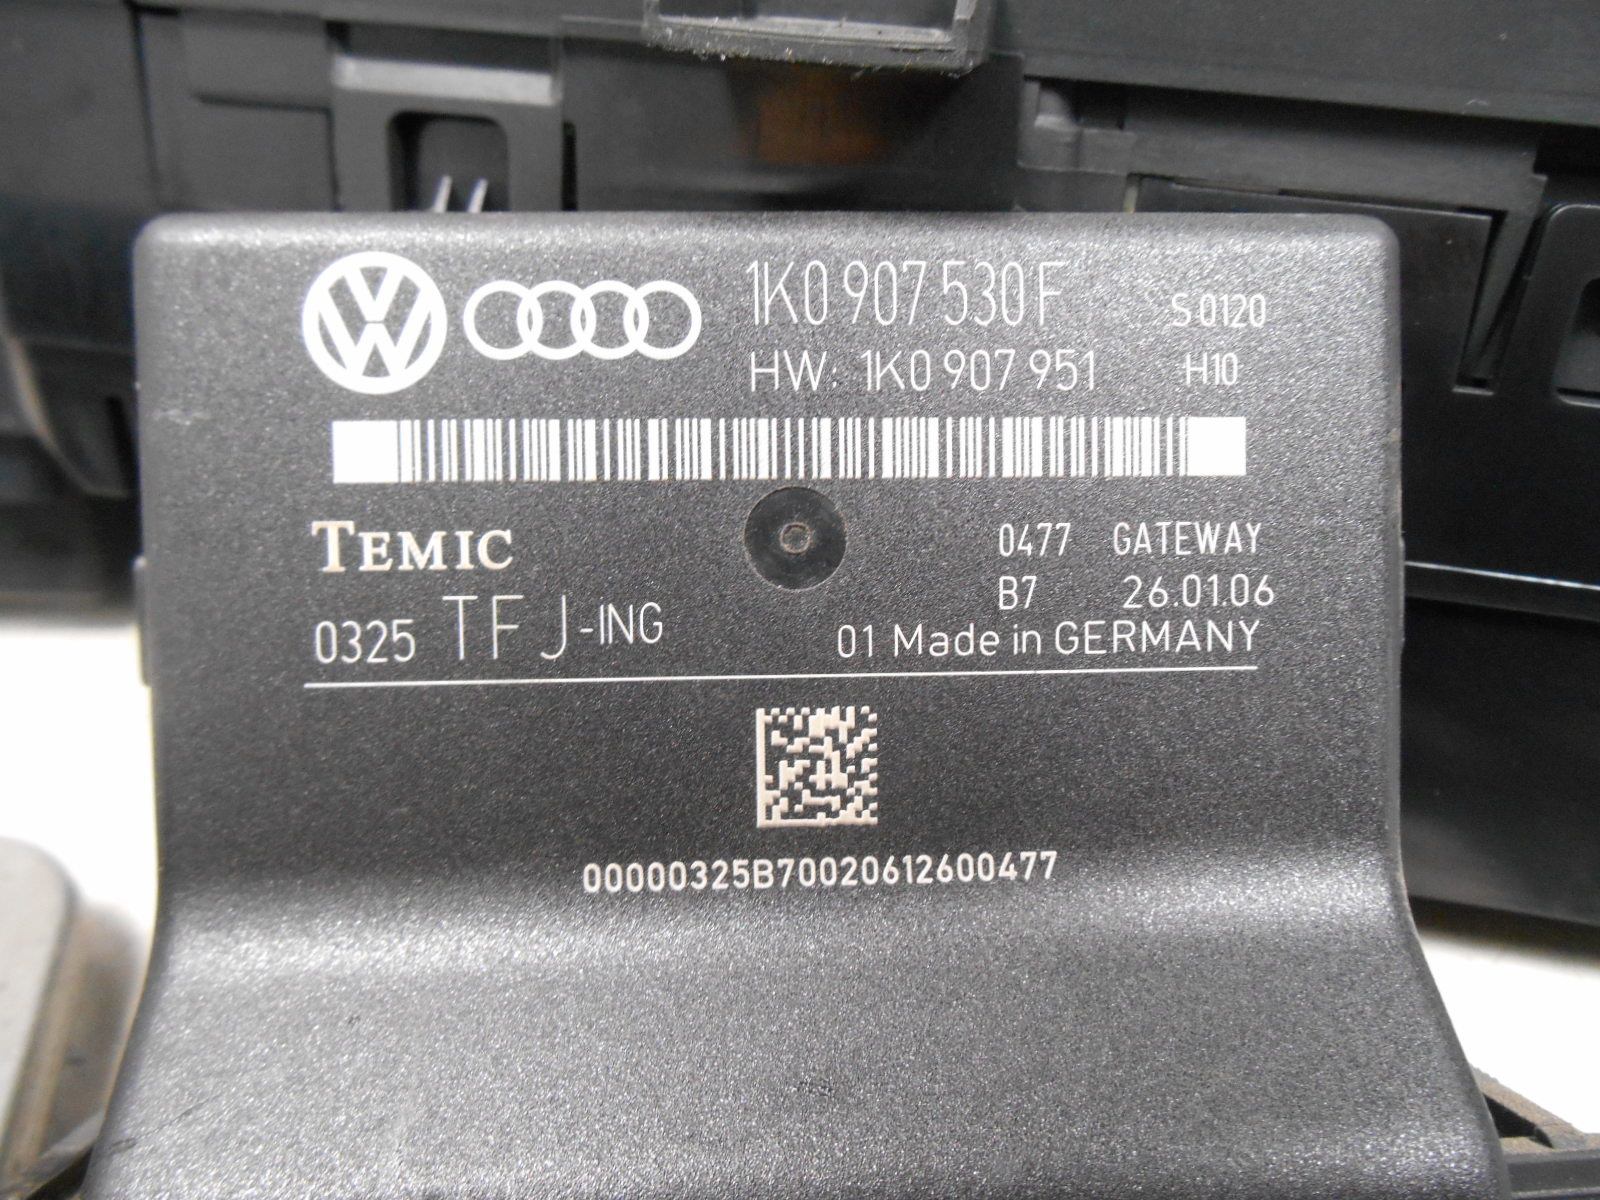 1K0 907 530 F S 0120
HW: 1K0 907 951 H10
TEMIC 0477 GATEWAY
B7 26.01.06
0325 TFJ-ING 01 Made in GERMANY
00000325B70020612600477